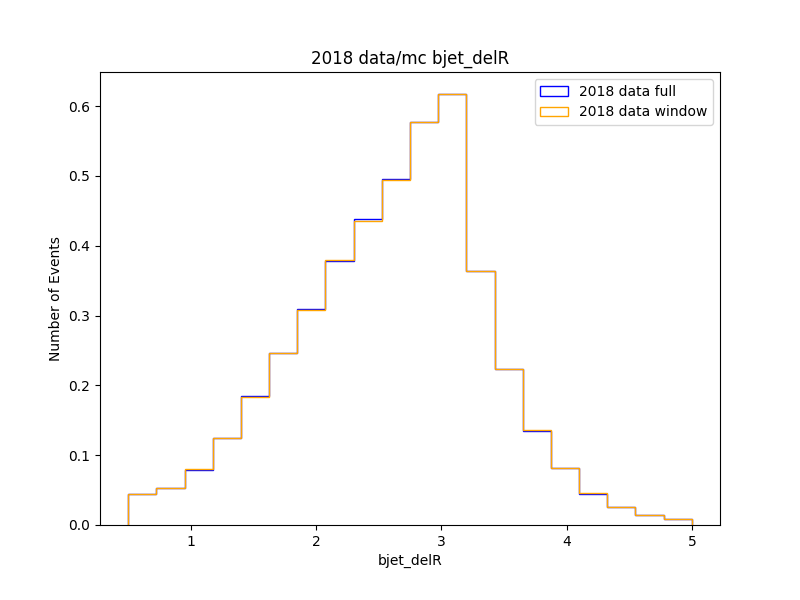 2018 data/mc bjet_delR
2018 data full
2018 data window
Number of Events
0.6
0.5
0.4
0.3
0.2
0.1
0.0
1 2 3 4 5
bjet_delR